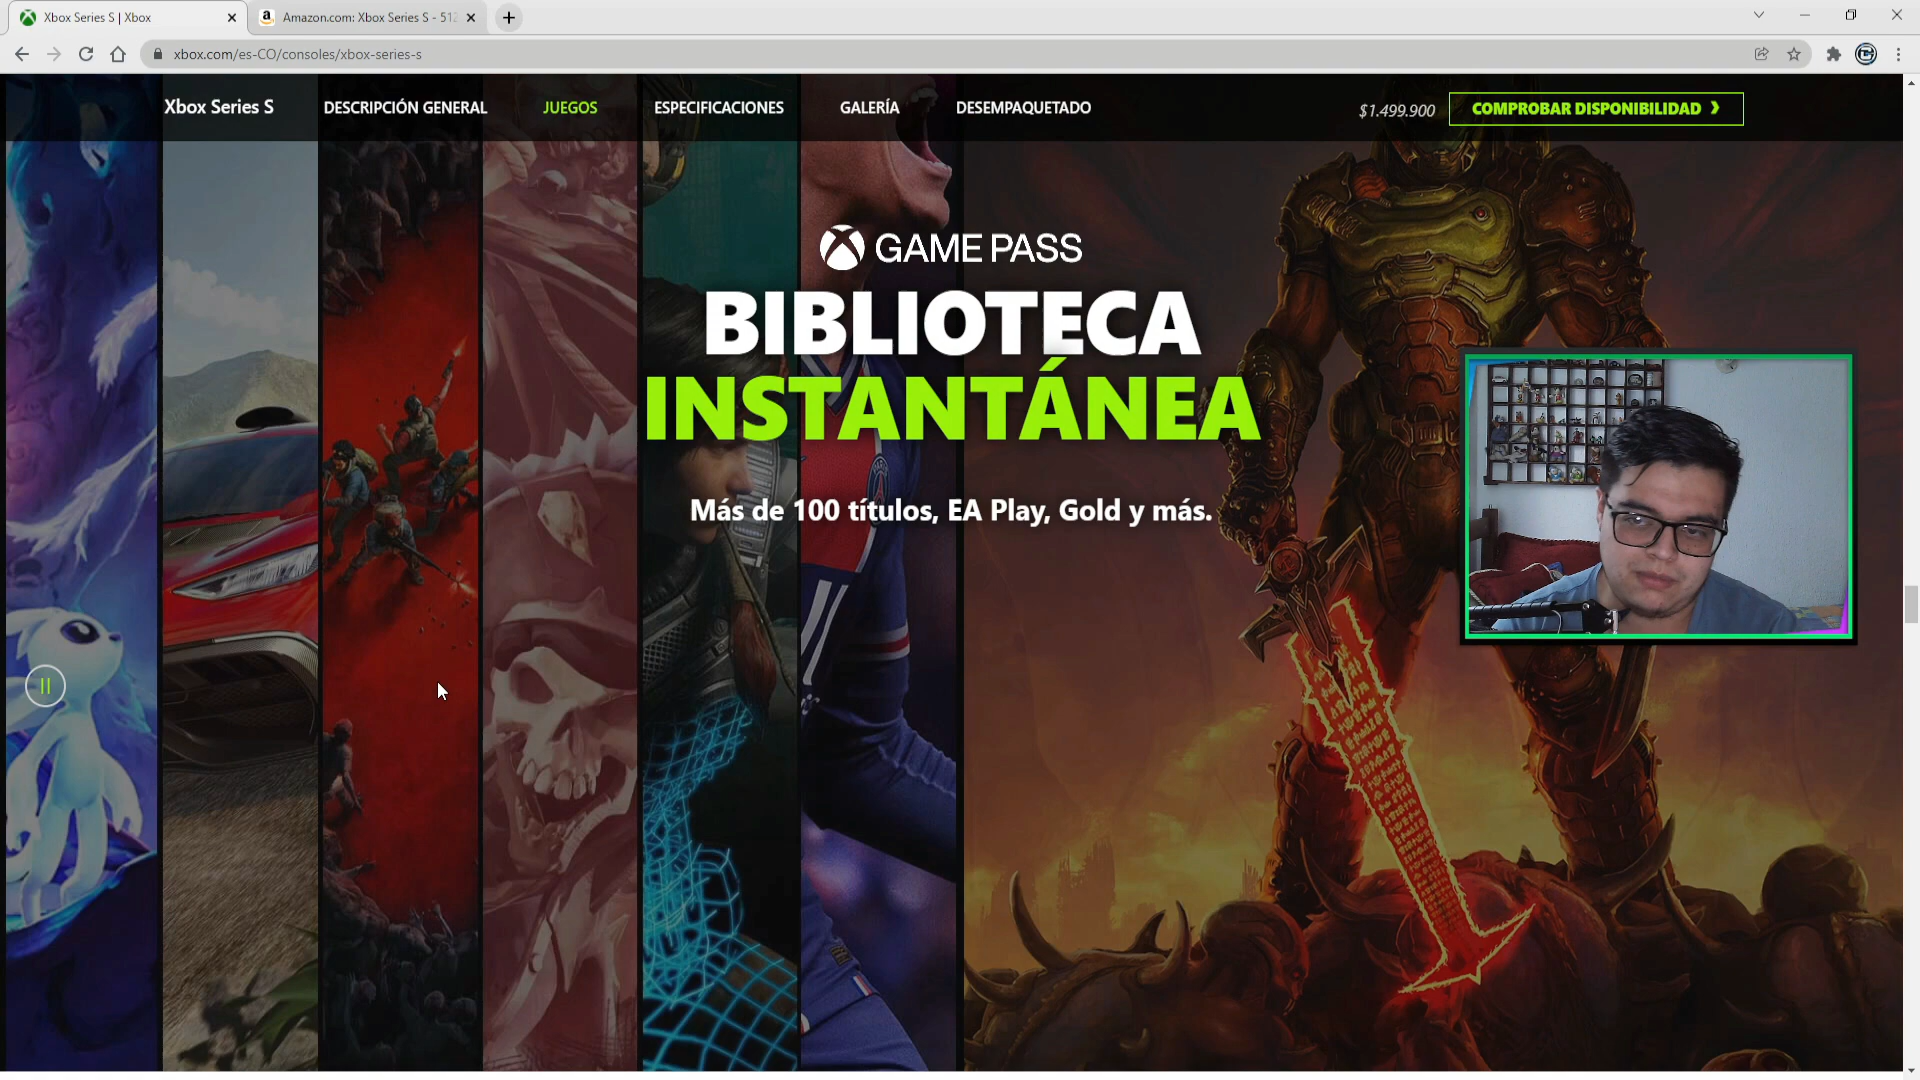 Xbox Series S | Xbox
Amazon.com: Xbox Series S - 512
xbox.com/es-CO/consoles/xbox-series-s
Xbox Series S
DESCRIPCIÓN GENERAL
JUEGOS
ESPECIFICACIONES
GALERÍA
DESEMPAQUETADO
$1.499.900
COMPROBAR DISPONIBILIDAD
GAME PASS
BIBLIOTECA
INSTANTÁNEA
Más de 100 títulos, EA Play, Gold y más.